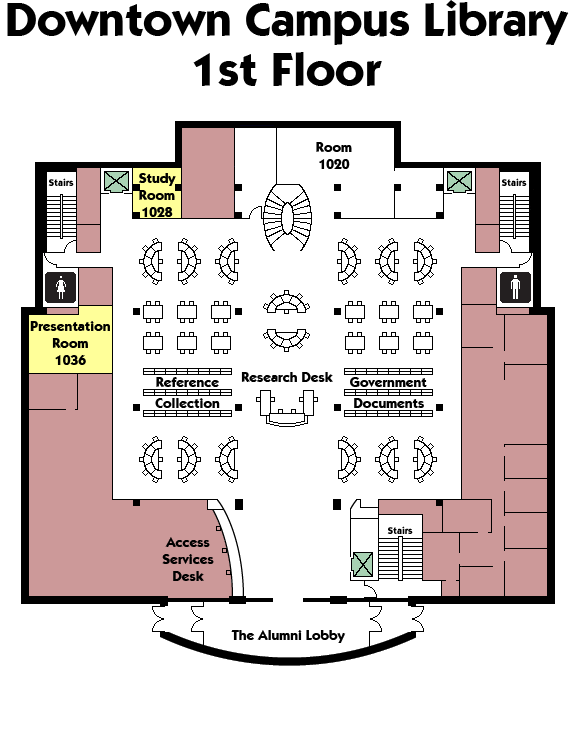 Downtown Campus Library
1st Floor
Room
1020
Stairs
Study
Room
1028
Stairs
Presentation
Room
1036
Research Desk
Reference
Collection
Government
Documents
Stairs
Access
Services
Desk
The Alumni Lobby